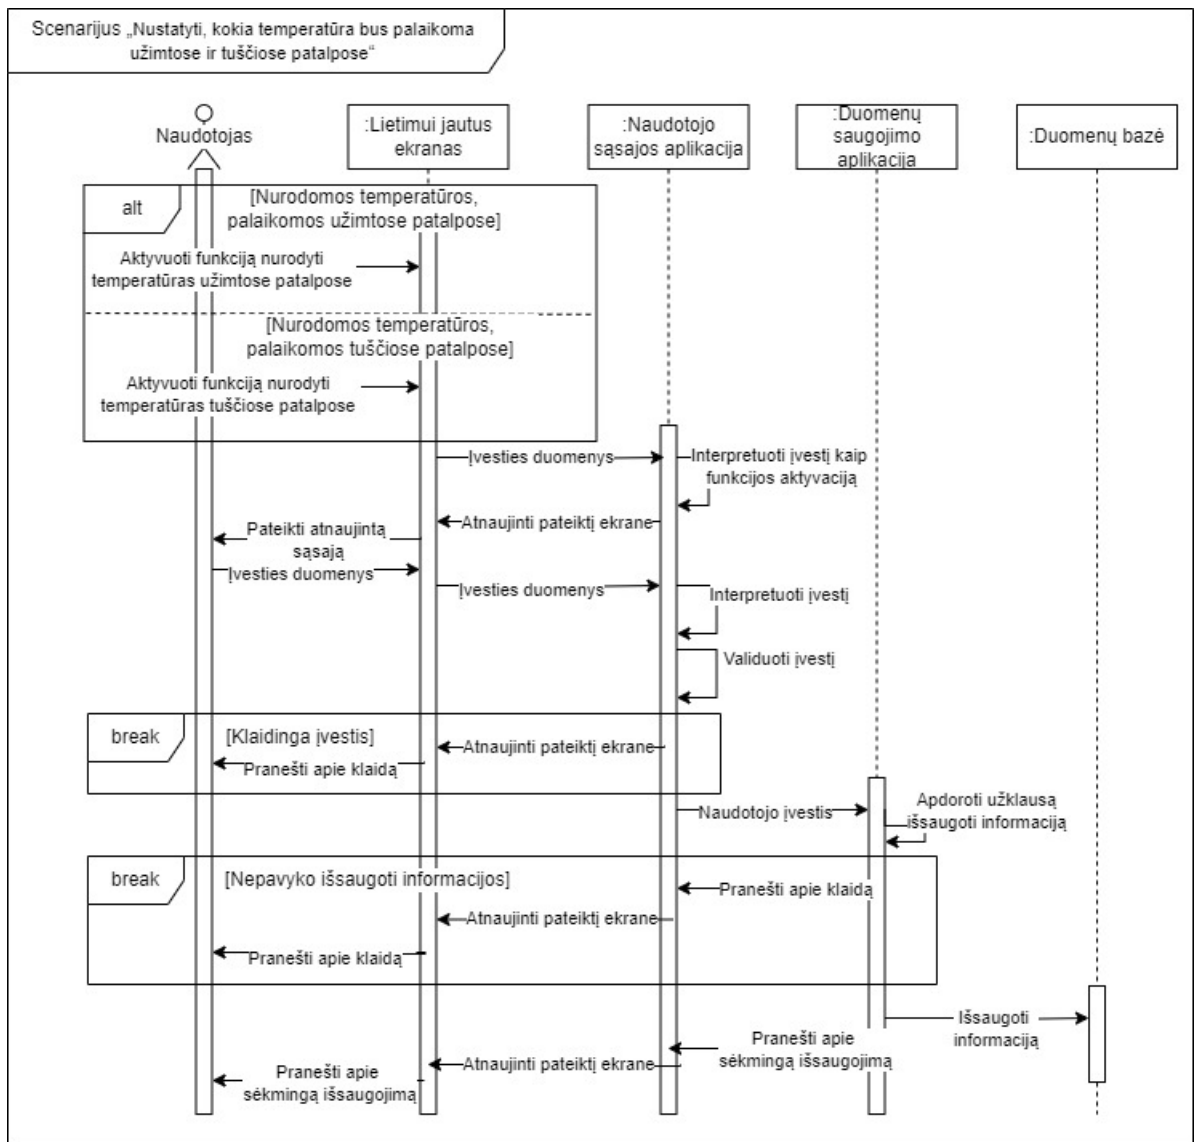 Scenarijus „Nustatyti, kokia temperatūra bus palaikoma
užimtose ir tuščiose patalpose“
Naudotojas
:Lietimui jautus
ekranas
:Naudotojo
sąsajos aplikacija
:Duomenų
saugojimo
aplikacija
:Duomenų bazė
alt
[Nurodomos temperatūros,
palaikomos užimtose patalpose]
Aktyvuoti funkciją nurodyti
temperatūras užimtose patalpose
[Nurodomos temperatūros,
palaikomos tuščiose patalpose]
Aktyvuoti funkciją nurodyti
temperatūras tuščiose patalpose
Įvesties duomenys
Interpretuoti įvestį kaip
funkcijos aktyvaciją
Atnaujinti pateiktį ekrane
Pateikti atnaujintą
sąsają
Įvesties duomenys
Įvesties duomenys
Interpretuoti įvestį
Validuoti įvestį
break
[Klaidinga įvestis]
Atnaujinti pateiktį ekrane
Pranešti apie klaidą
Naudotojo įvestis
Apdoroti užklausą
išsaugoti informaciją
break
[Nepavyko išsaugoti informacijos]
Pranešti apie klaidą
Atnaujinti pateiktį ekrane
Pranešti apie klaidą
Išsaugoti
informaciją
Pranešti apie
sėkmingą išsaugojimą
Atnaujinti pateiktį ekrane
Pranešti apie
sėkmingą išsaugojimą